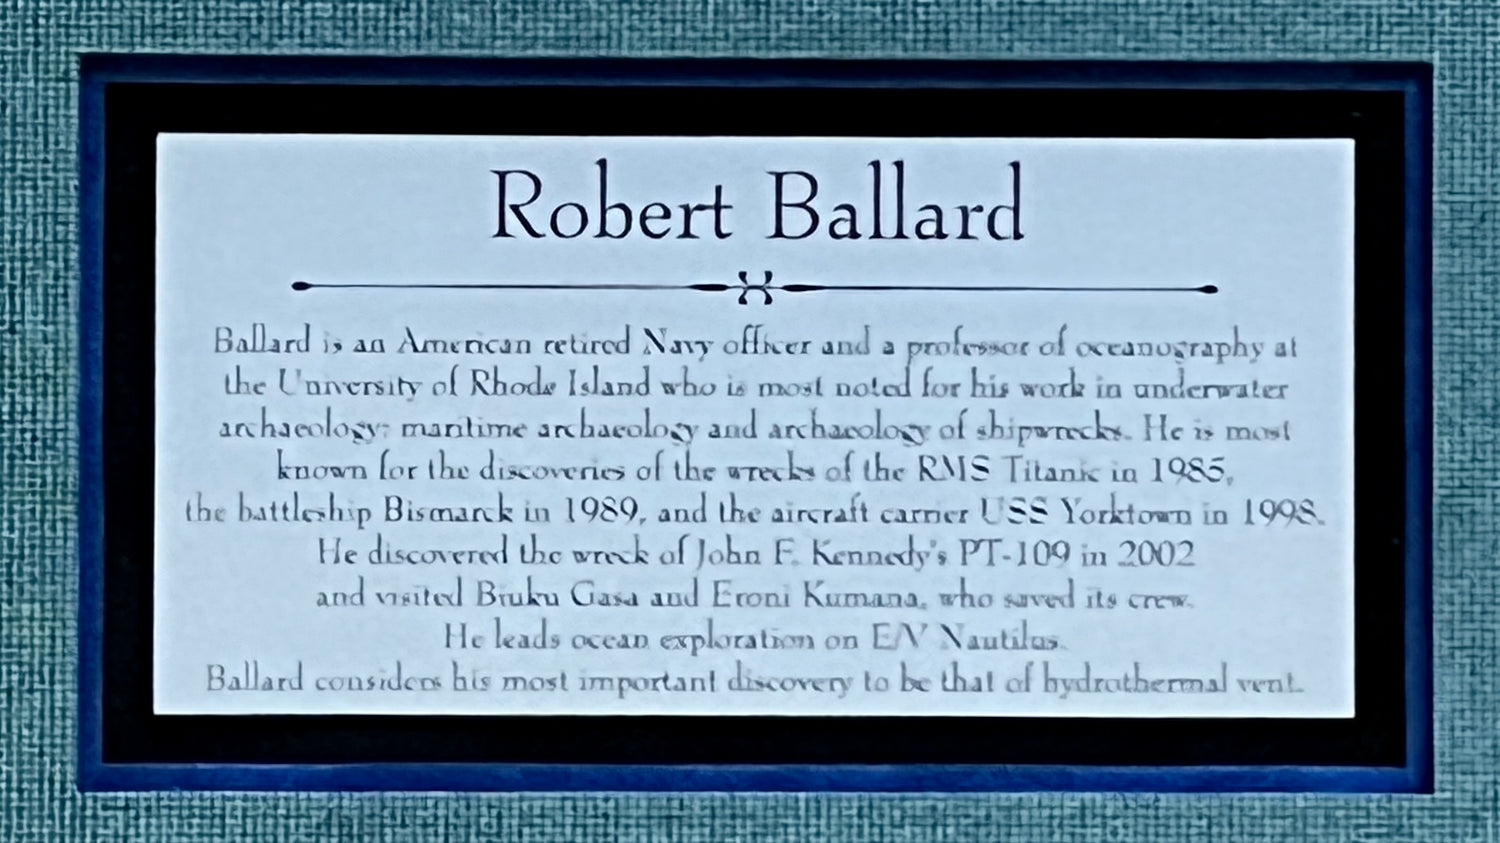 Robert Ballard
Ballard is an American retired Navy officer and a professor of oceanography at
the University of Rhode Island who is most noted for his work in underwater
archaeology: maritime archaeology and archaeology of shipwrecks. He is most
known for the discoveries of the wrecks of the RMS Titanic in 1985,
the battleship Bismarck in 1989, and the aircraft carrier USS Yorktown in 1998.
He discovered the wreck of John F. Kennedy's PT-109 in 2002
and visited Biuku Gasa and Eroni Kumana, who saved its crew.
He leads ocean exploration on E/V Nautilus.
Ballard considers his most important discovery to be that of hydrothermal vent.